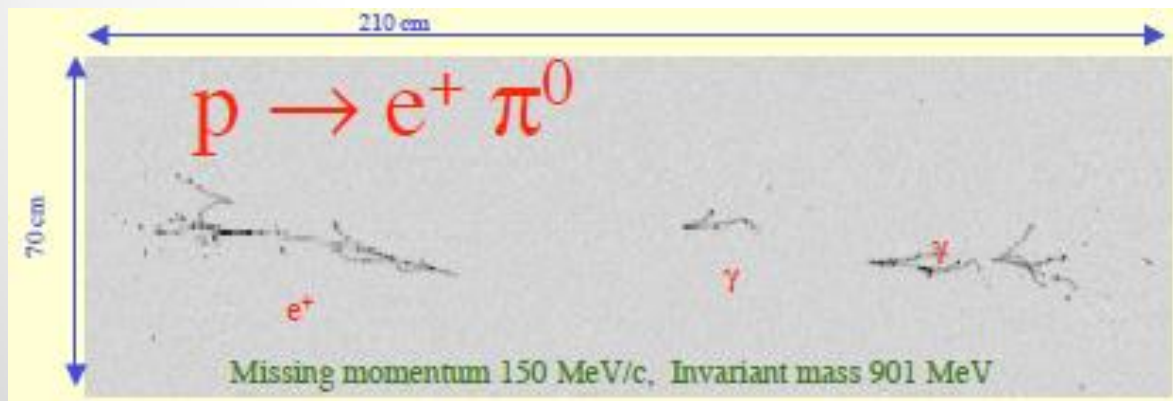 210 cm
p → e⁺ π⁰
70 cm
γ
γ
e⁺
Missing momentum 150 MeV/c, Invariant mass 901 MeV